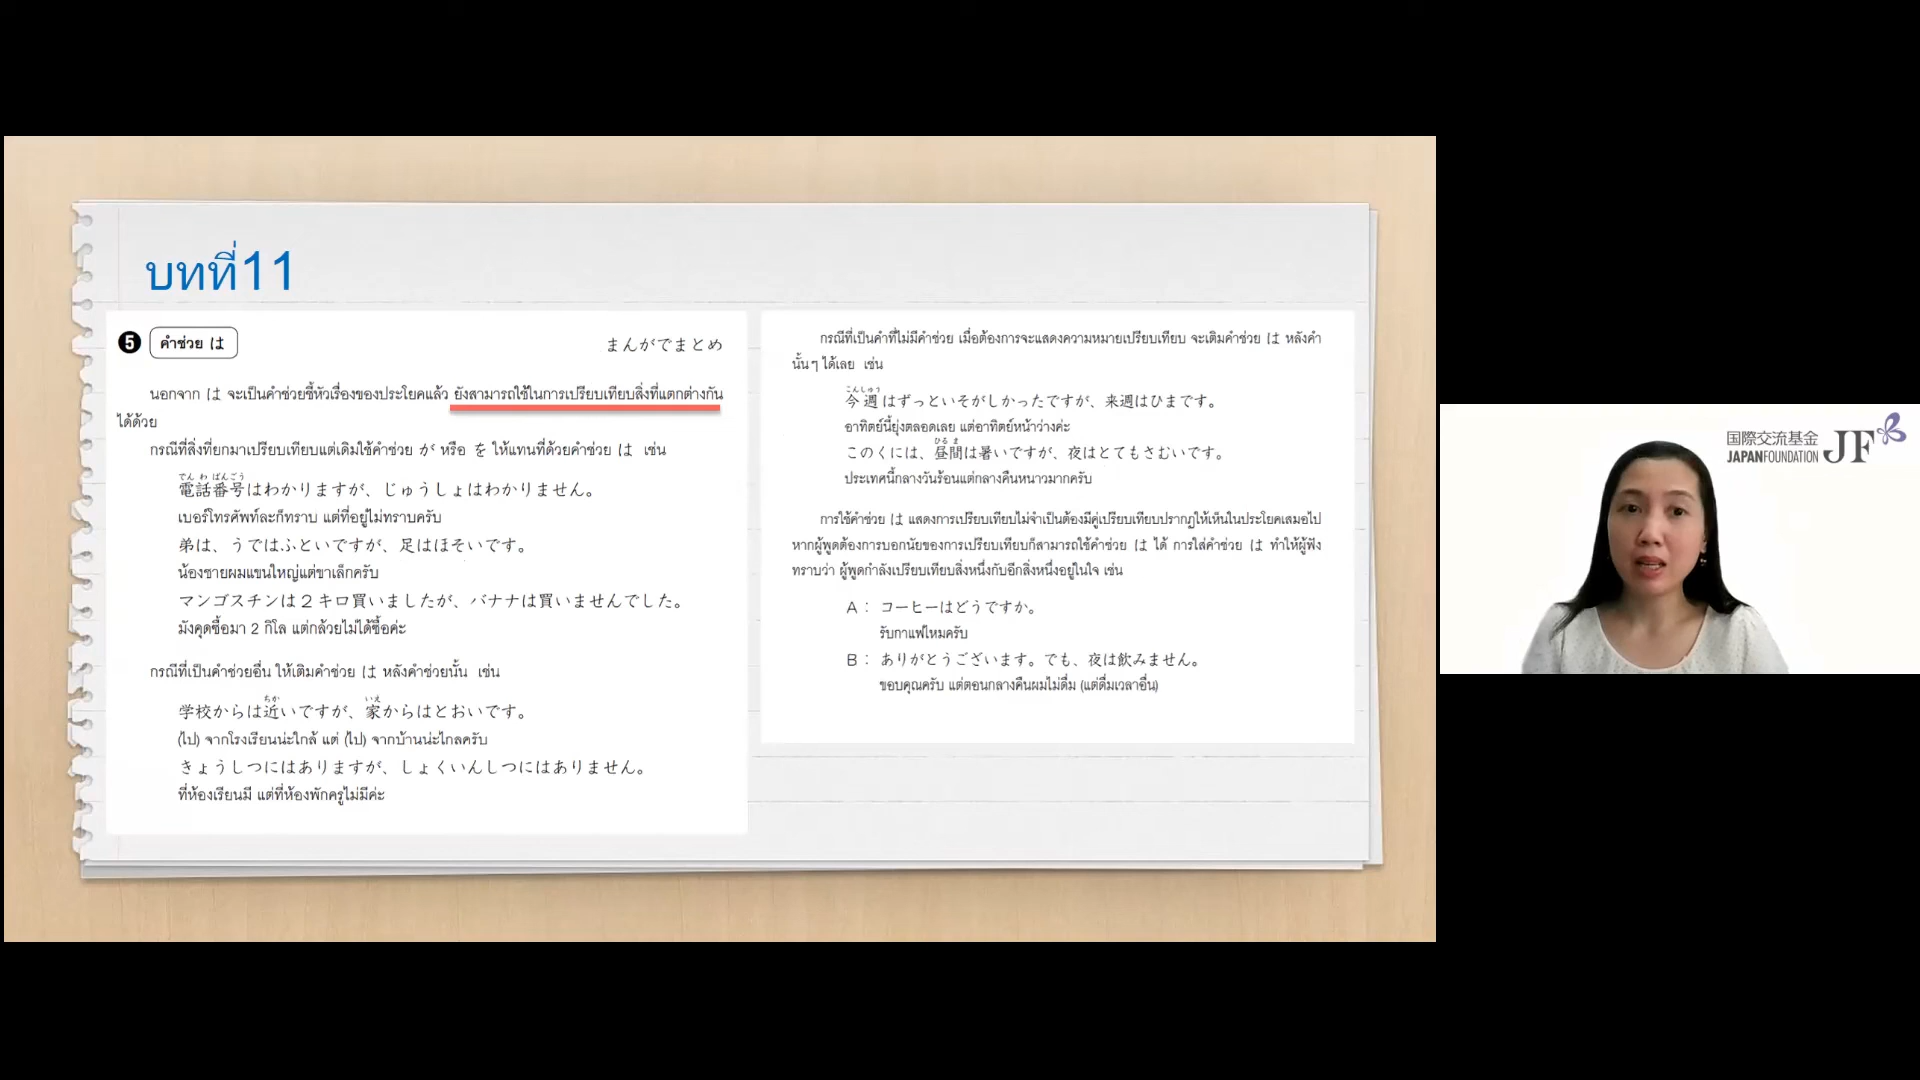 บทที่11
5 คำช่วย は
まんがでまとめ
นอกจาก は จะเป็นคำช่วยชี้หัวเรื่องของประโยคแล้ว ยังสามารถใช้ในการเปรียบเทียบสิ่งที่แตกต่างกัน
ได้ด้วย
กรณีที่สิ่งที่ยกมาเปรียบเทียบแต่เดิมใช้คำช่วย が หรือ を ให้แทนที่ด้วยคำช่วย は เช่น
でんわばんごう
電話番号はわかりますが、じゅうしょはわかりません。
เบอร์โทรศัพท์ละก็ทราบ แต่ที่อยู่ไม่ทราบครับ
弟は、うではふといですが、足はほそいです。
น้องชายผมแขนใหญ่แต่ขาเล็กครับ
マンゴスチンは2キロ買いましたが、バナナは買いませんでした。
มังคุดซื้อมา 2 กิโล แต่กล้วยไม่ได้ซื้อค่ะ
กรณีที่เป็นคำช่วยอื่น ให้เติมคำช่วย は หลังคำช่วยนั้น เช่น
ちか いえ
学校からは近いですが、家からはとおいです。
(ไป) จากโรงเรียนน่ะใกล้ แต่ (ไป) จากบ้านน่ะไกลครับ
きょうしつにはありますが、しょくいんしつにはありません。
ที่ห้องเรียนมี แต่ที่ห้องพักครูไม่มีค่ะ
กรณีที่เป็นคำที่ไม่มีคำช่วย เมื่อต้องการจะแสดงความหมายเปรียบเทียบ จะเติมคำช่วย は หลังคำ
นั้นๆ ได้เลย เช่น
こんしゅう
今週はずっといそがしかったですが、来週はひまです。
อาทิตย์นี้ยุ่งตลอดเลย แต่อาทิตย์หน้าว่างค่ะ
ひるま
このくには、昼間は暑いですが、夜はとてもさむいです。
ประเทศนี้กลางวันร้อนแต่กลางคืนหนาวมากครับ
การใช้คำช่วย は แสดงการเปรียบเทียบไม่จำเป็นต้องมีคู่เปรียบเทียบปรากฏให้เห็นในประโยคเสมอไป
หากผู้พูดต้องการบอกนัยของการเปรียบเทียบก็สามารถใช้คำช่วย は ได้ การใส่คำช่วย は ทำให้ผู้ฟัง
ทราบว่า ผู้พูดกำลังเปรียบเทียบสิ่งหนึ่งกับอีกสิ่งหนึ่งอยู่ในใจ เช่น
A : コーヒーはどうですか。
รับกาแฟไหมครับ
B : ありがとうございます。でも、夜は飲みません。
ขอบคุณครับ แต่ตอนกลางคืนผมไม่ดื่ม (แต่ดื่มเวลาอื่น)
国際交流基金
JAPANFOUNDATION JF